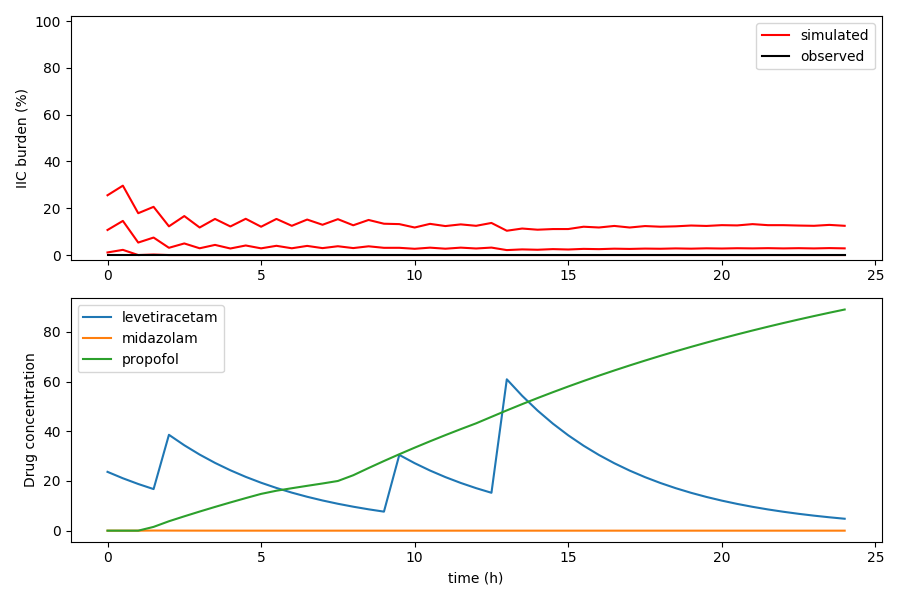 IIC burden (%)
100
80
60
40
20
0
simulated
observed
0
5
10
15
20
25
Drug concentration
80
60
40
20
0
levetiracetam
midazolam
propofol
0
5
10
15
20
25
time (h)